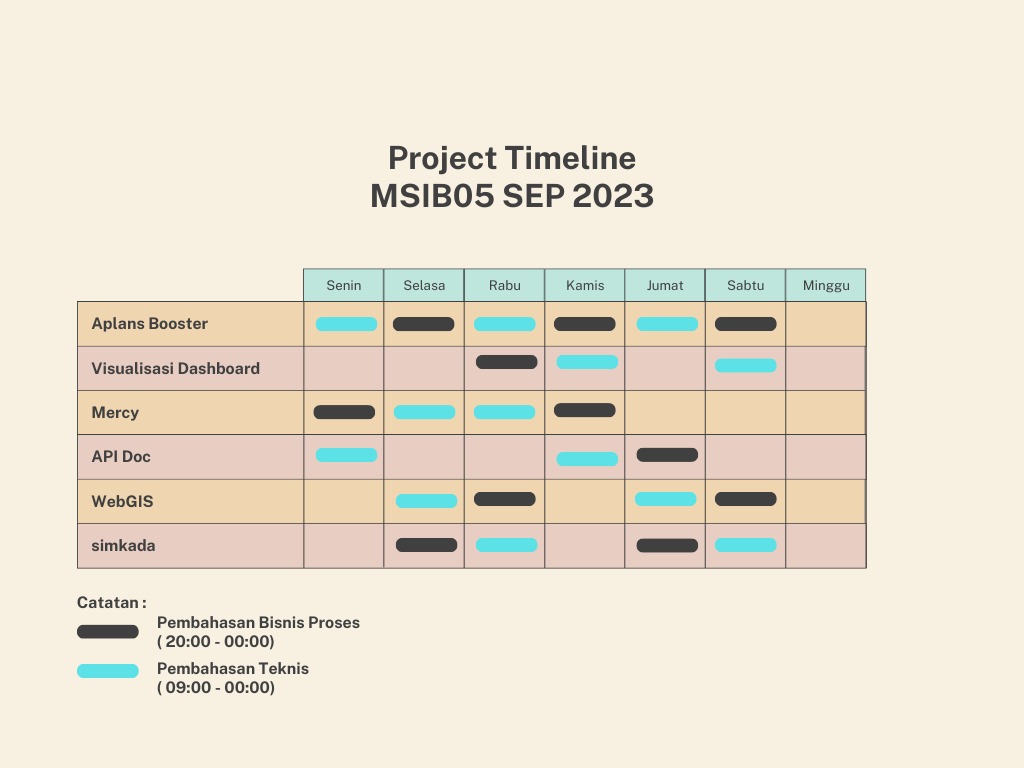 Project Timeline
MSIB05 SEP 2023
Senin Selasa Rabu Kamis Jumat Sabtu Minggu
Aplans Booster
Visualisasi Dashboard
Mercy
API Doc
WebGIS
simkada
Catatan :
Pembahasan Bisnis Proses
( 20:00 - 00:00)
Pembahasan Teknis
( 09:00 - 00:00)